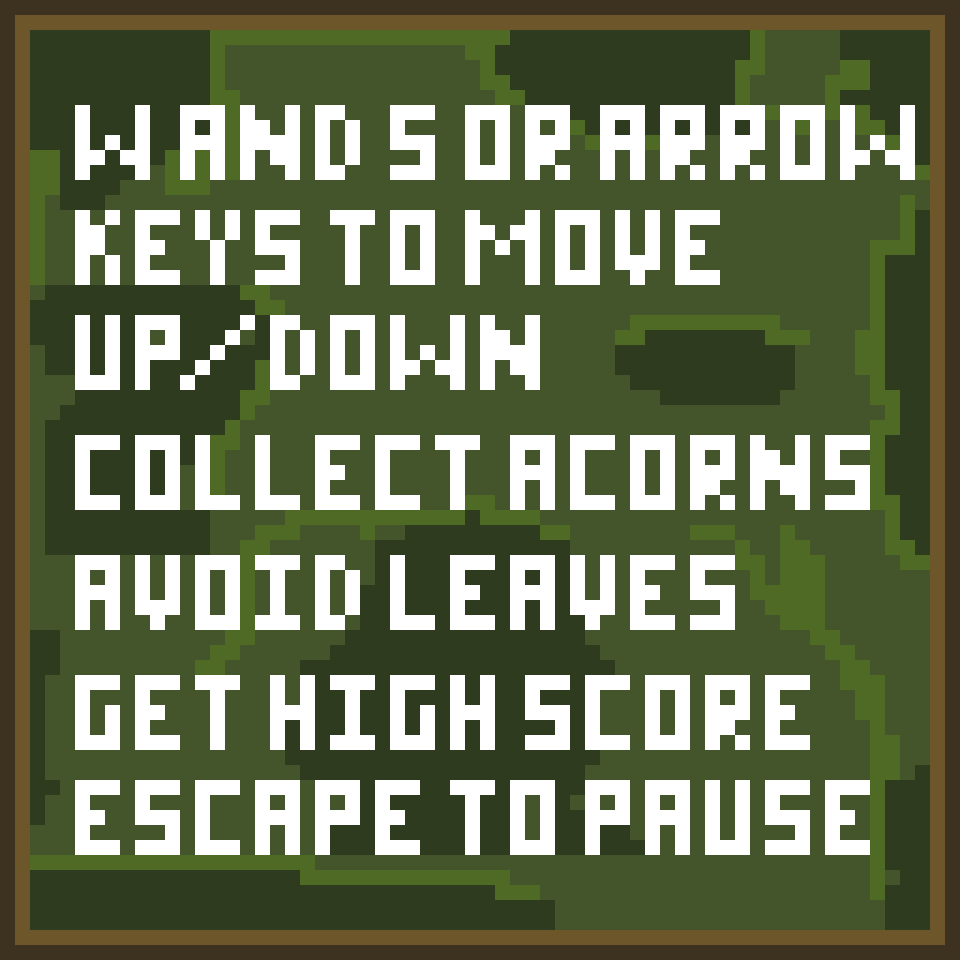 W AND S OR ARROW
KEYS TO MOVE
UP/DOWN
COLLECT ACORNS
AVOID LEAVES
GET HIGH SCORE
ESCAPE TO PAUSE